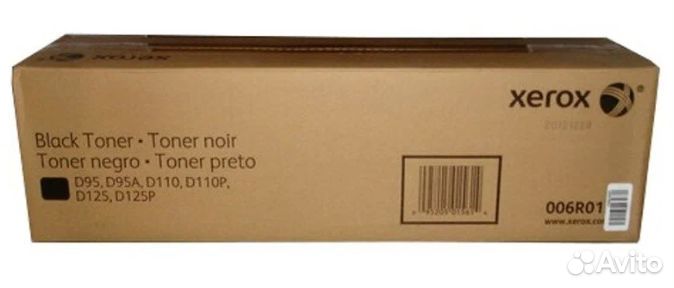 xerox
Black Toner • Toner noir
Toner negro • Toner preto
D95, D95A, D110, D110P,
D125, D125P
006R01
www.xerox.co
Avito